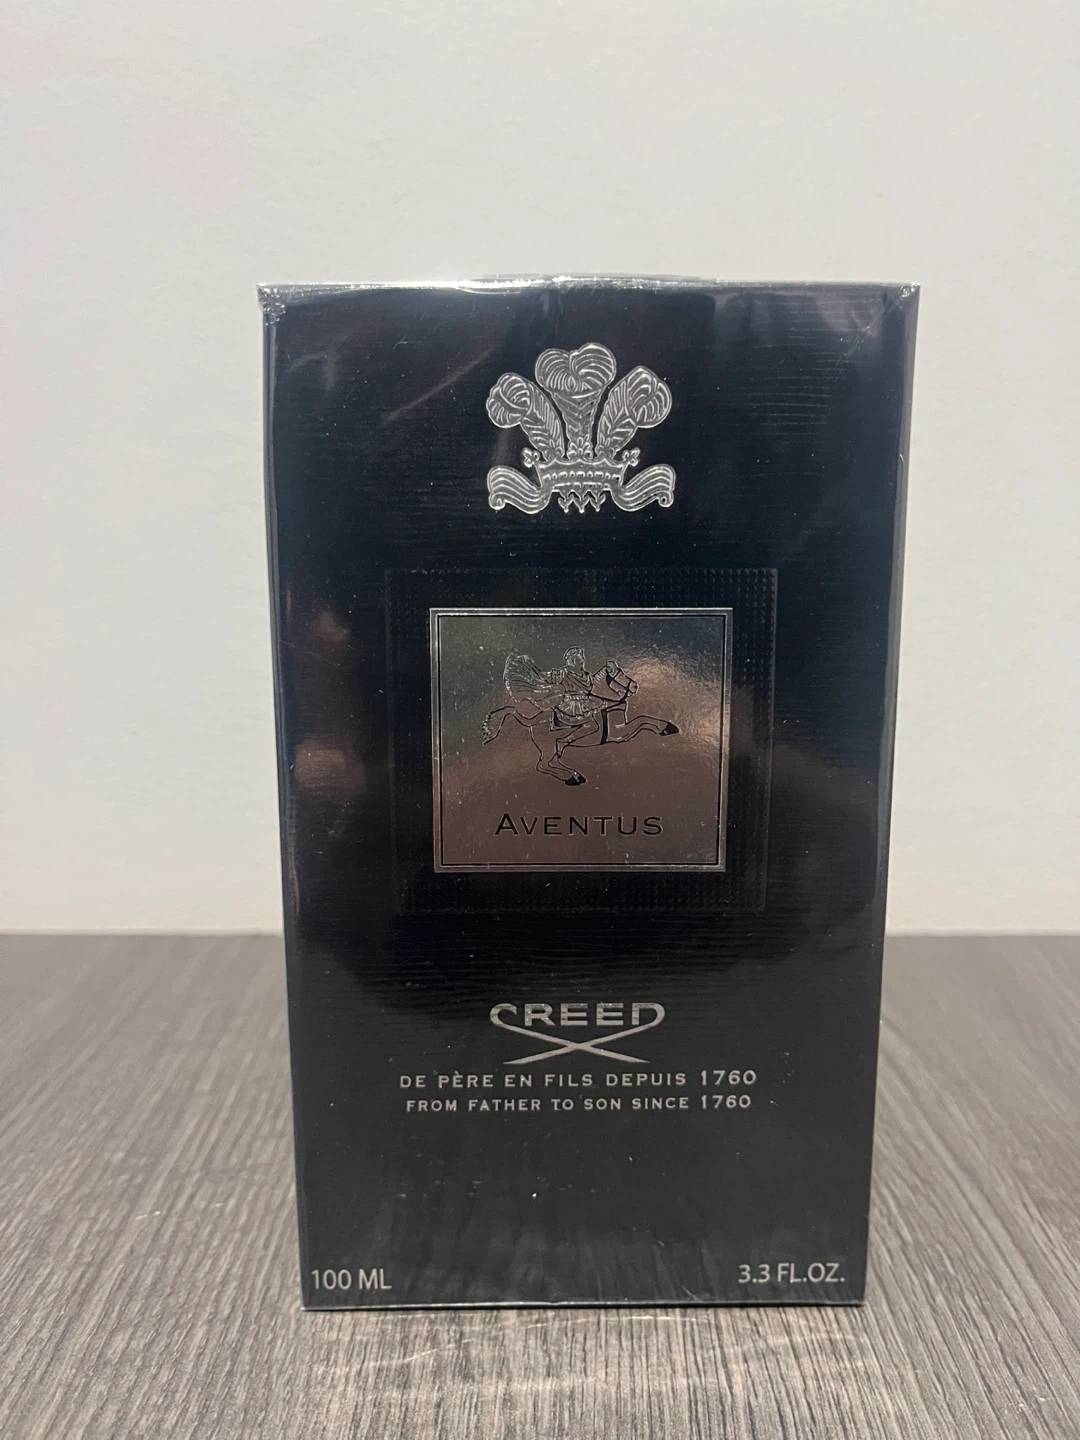 AVENTUS
CREED
DE PÈRE EN FILS DEPUIS 1760
FROM FATHER TO SON SINCE 1760
100 ML
3.3 FL.OZ.